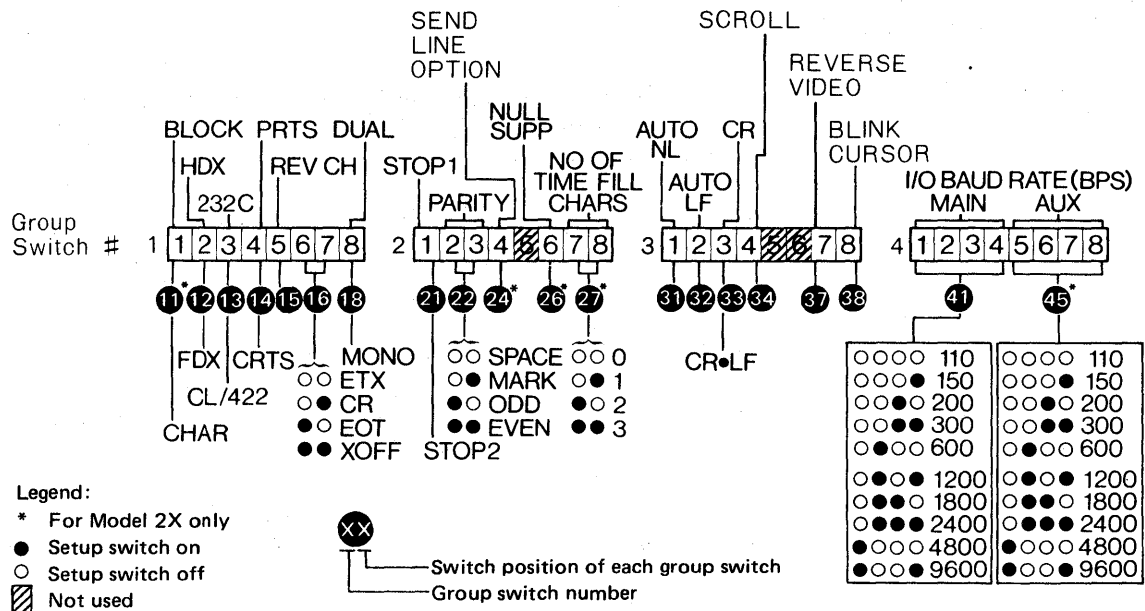 SEND LINE OPTION
SCROLL
REVERSE VIDEO
BLOCK PRTS DUAL
NULL SUPP
AUTO NL
CR
BLINK CURSOR
HDX
REV CH
STOP1
NO OF TIME FILL CHARS
I/O BAUD RATE (BPS)
232C
PARITY
AUTO LF
MAIN
AUX
Group Switch #
1 1 2 3 4 5 6 7 8
2 1 2 3 4 5 6 7 8
3 1 2 3 4 5 6 7 8
4 1 2 3 4 5 6 7 8
11* 12 13 14 15 16 18
21 22 24* 26* 27*
31 32 33 34 37 38
41 45*
FDX CRTS MONO
CL/422
CHAR
○○ ETX
○● CR
●○ EOT
●● XOFF
STOP2
○○ SPACE
○● MARK
●○ ODD
●● EVEN
○○ 0
○● 1
●○ 2
●● 3
CR●LF
○○○○ 110
○○○● 150
○○●○ 200
○○●● 300
○●○○ 600
○●○● 1200
○●●○ 1800
○●●● 2400
●○○○ 4800
●○○● 9600
○○○○ 110
○○○● 150
○○●○ 200
○○●● 300
○●○○ 600
○●○● 1200
○●●○ 1800
○●●● 2400
●○○○ 4800
●○○● 9600
Legend:
* For Model 2X only
● Setup switch on
○ Setup switch off
Not used
XX
Switch position of each group switch
Group switch number